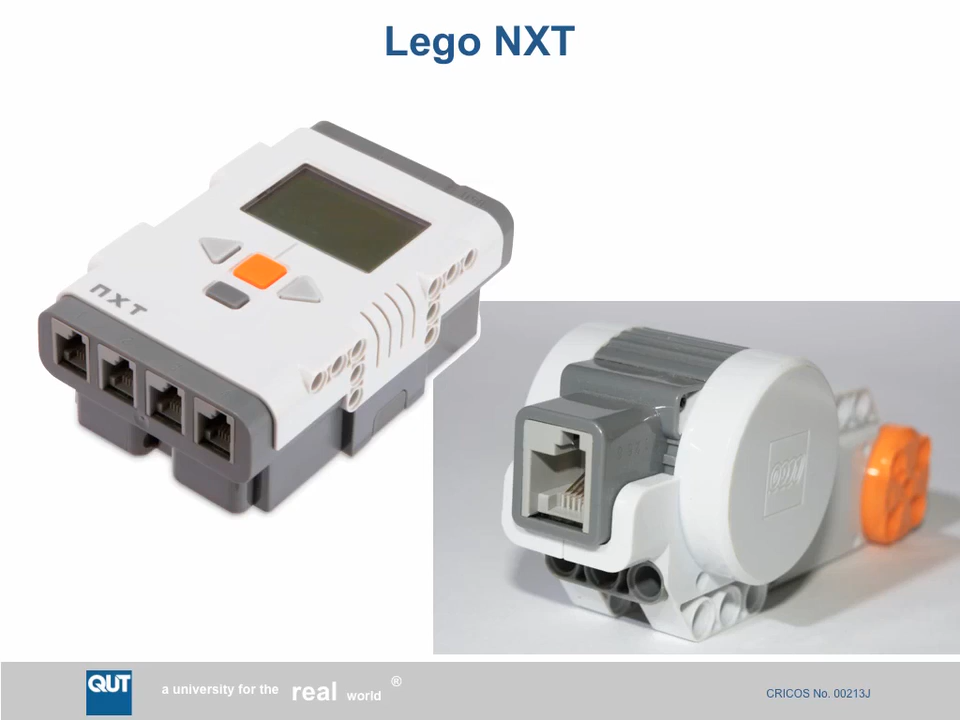 Lego NXT
NXT
QUT
a university for the real world ®
CRICOS No. 00213J